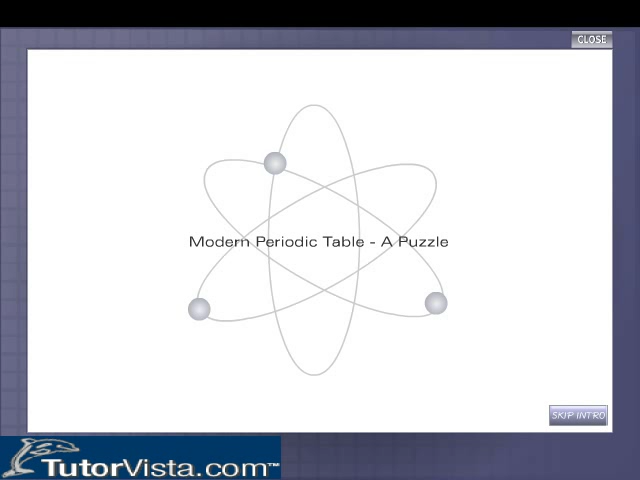 CLOSE
Modern Periodic Table - A Puzzle
SKIP INTRO
TutorVista.com™